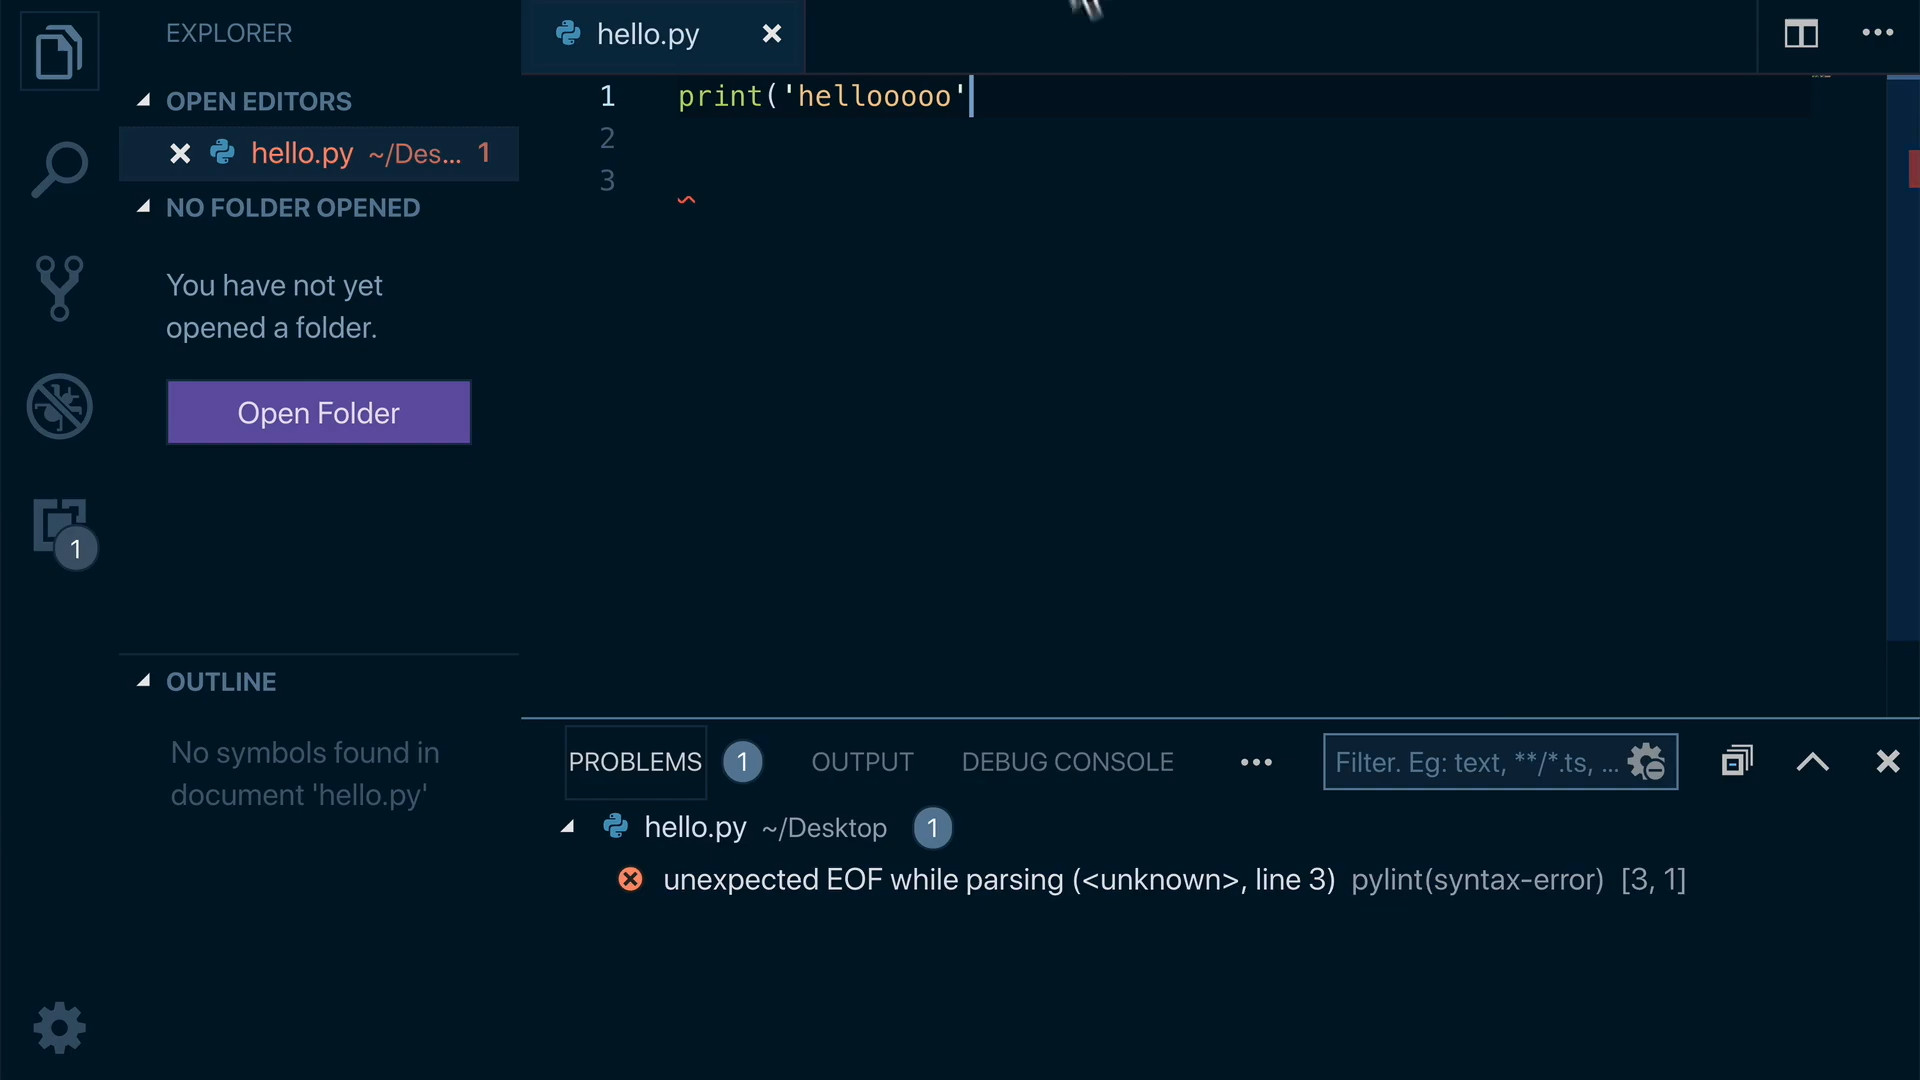 EXPLORER
OPEN EDITORS
hello.py ~/Des... 1
NO FOLDER OPENED
You have not yet
opened a folder.
Open Folder
1
OUTLINE
No symbols found in
document 'hello.py'
hello.py
1 print('hellooooo'
2
3
PROBLEMS 1 OUTPUT DEBUG CONSOLE Filter. Eg: text, **/*.ts, ...
hello.py ~/Desktop 1
unexpected EOF while parsing (<unknown>, line 3) pylint(syntax-error) [3, 1]